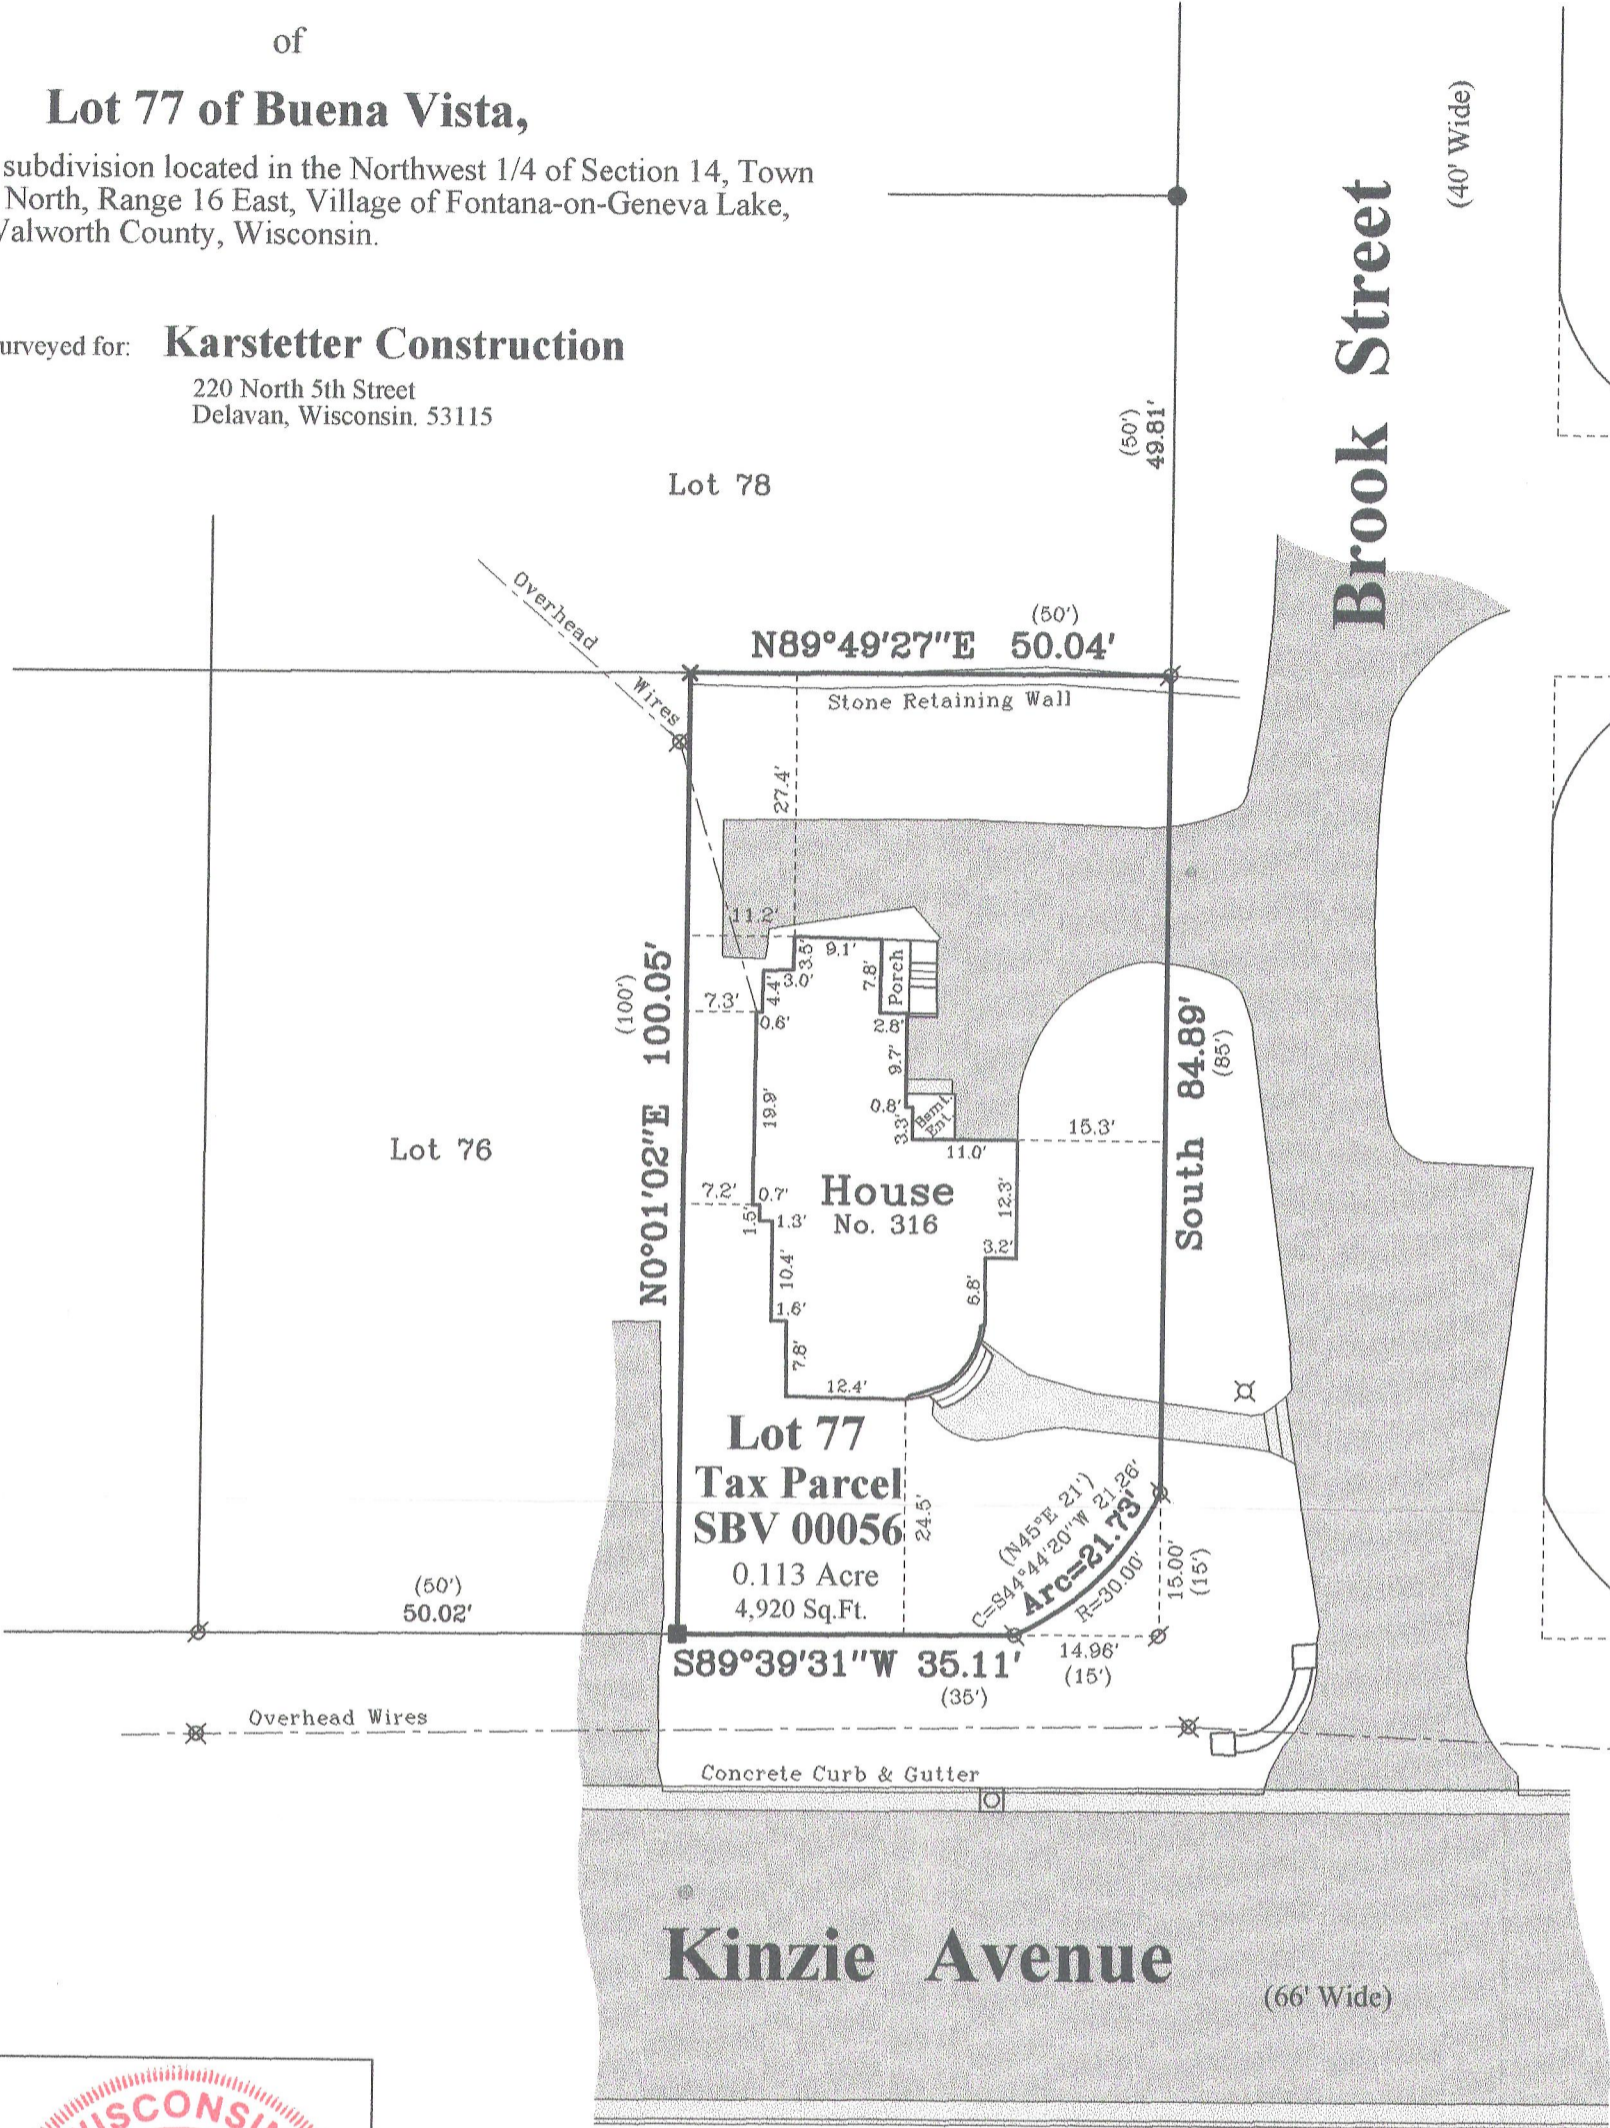 of
Lot 77 of Buena Vista,
subdivision located in the Northwest 1/4 of Section 14, Town
North, Range 16 East, Village of Fontana-on-Geneva Lake,
Valworth County, Wisconsin.
urveyed for: Karstetter Construction
220 North 5th Street
Delavan, Wisconsin. 53115
(40' Wide)
Brook Street
(50')
49.81'
Lot 78
Overhead Wires
(50')
N89°49'27"E 50.04'
Stone Retaining Wall
27.4'
11.2'
9.1'
3.5'
3.0'
4.4'
7.8'
Porch
7.3'
0.6'
2.8'
9.7'
(100')
N0°01'02"E 100.05'
19.9'
0.8'
3.3'
Bsmt.
Ent.
11.0'
15.3'
South 84.89'
(85')
Lot 76
7.2'
0.7'
1.5'
1.3'
House
No. 316
12.3'
3.2'
10.4'
6.8'
1.6'
7.8'
12.4'
Lot 77
Tax Parcel
SBV 00056
0.113 Acre
4,920 Sq.Ft.
24.5'
(N45°E 21')
C=S44°44'20"W 21.26'
Arc=21.73'
R=30.00'
15.00'
(15')
(50')
50.02'
S89°39'31"W 35.11'
(35')
14.96'
(15')
Overhead Wires
Concrete Curb & Gutter
Kinzie Avenue
(66' Wide)
ISCONSIN